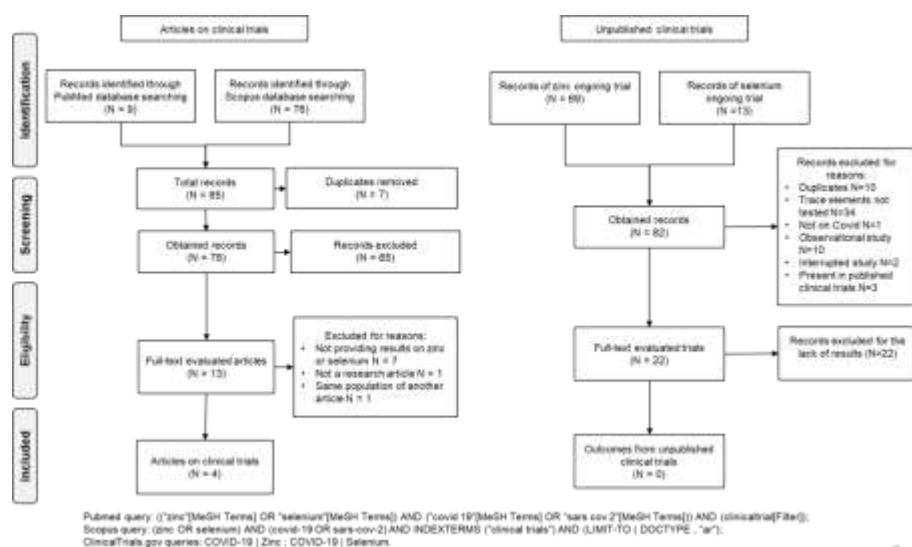 Articles on clinical trials
Unpublished clinical trials
Identification
Records identified through
PubMed database searching
(N = 9)
Records identified through
Scopus database searching
(N = 76)
Records of zinc ongoing trial
(N = 69)
Records of selenium
ongoing trial
(N =13)
Screening
Total records
(N = 85)
Duplicates removed
(N = 7)
Obtained records
(N = 78)
Records excluded
(N = 65)
Obtained records
(N = 82)
Records excluded for
reasons:
• Duplicates N=10
• Trace elements not
tested N=34
• Not on Covid N=1
• Observational study
N=10
• Interrupted study N=2
• Present in published
clinical trials N=3
Eligibility
Full-text evaluated articles
(N = 13)
Excluded for reasons:
• Not providing results on zinc
or selenium N = 7
• Not a research article N = 1
• Same population of another
article N = 1
Full-text evaluated trials
(N = 22)
Records excluded for the
lack of results (N=22)
Included
Articles on clinical trials
(N = 4)
Outcomes from unpublished
clinical trials
(N = 0)
Pubmed query: (("zinc"[MeSH Terms] OR "selenium"[MeSH Terms]) AND ("covid 19"[MeSH Terms] OR "sars cov 2"[MeSH Terms])) AND (clinicaltrial[Filter]);
Scopus query: (zinc OR selenium) AND (covid-19 OR sars-cov-2) AND INDEXTERMS ("clinical trials") AND (LIMIT-TO ( DOCTYPE , "ar");
ClinicalTrials.gov queries: COVID-19 | Zinc ; COVID-19 | Selenium.